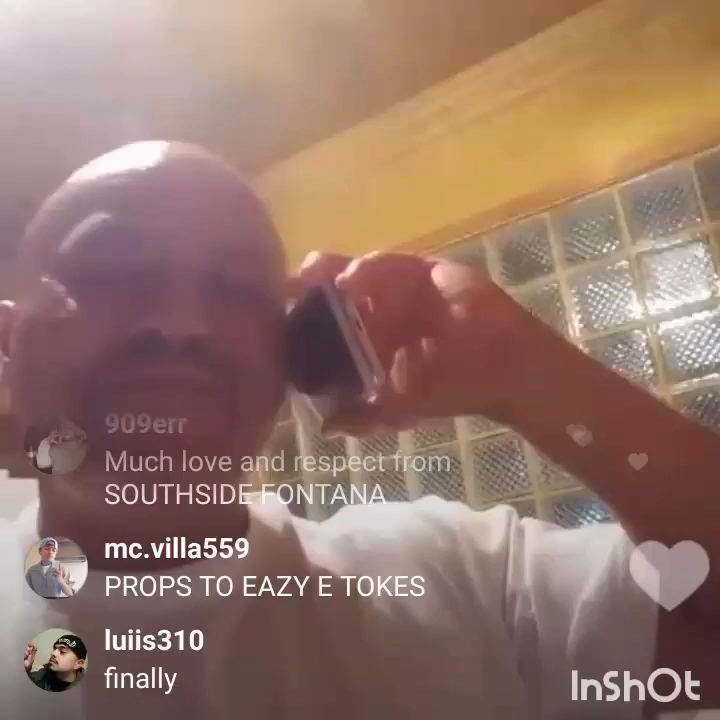 909err
Much love and respect from
SOUTHSIDE FONTANA
mc.villa559
PROPS TO EAZY E TOKES
luiis310
finally
InShOt